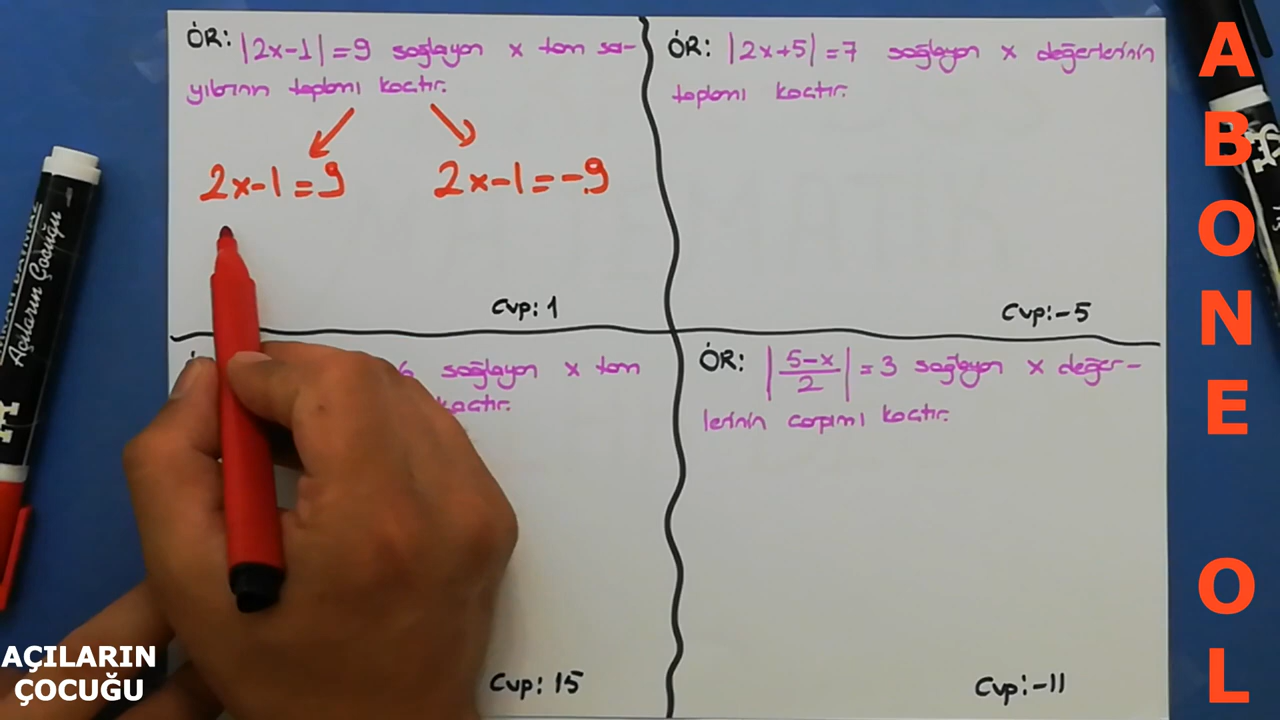 ÖR: |2x-1| = 9 sağlayan x tam sa-
yılarının toplamı kaçtır.
2x-1=9
2x-1=-9
Cvp: 1
ÖR: |2x+5| = 7 sağlayan x değerlerinin
toplamı kaçtır.
Cvp: -5
6 sağlayan x tam
kaçtır.
Cvp: 15
ÖR: |5-x/2| = 3 sağlayan x değer-
lerinin çarpımı kaçtır.
Cvp: -11
Açıların Çocuğu
AÇILARIN
ÇOCUĞU
ABONE OL